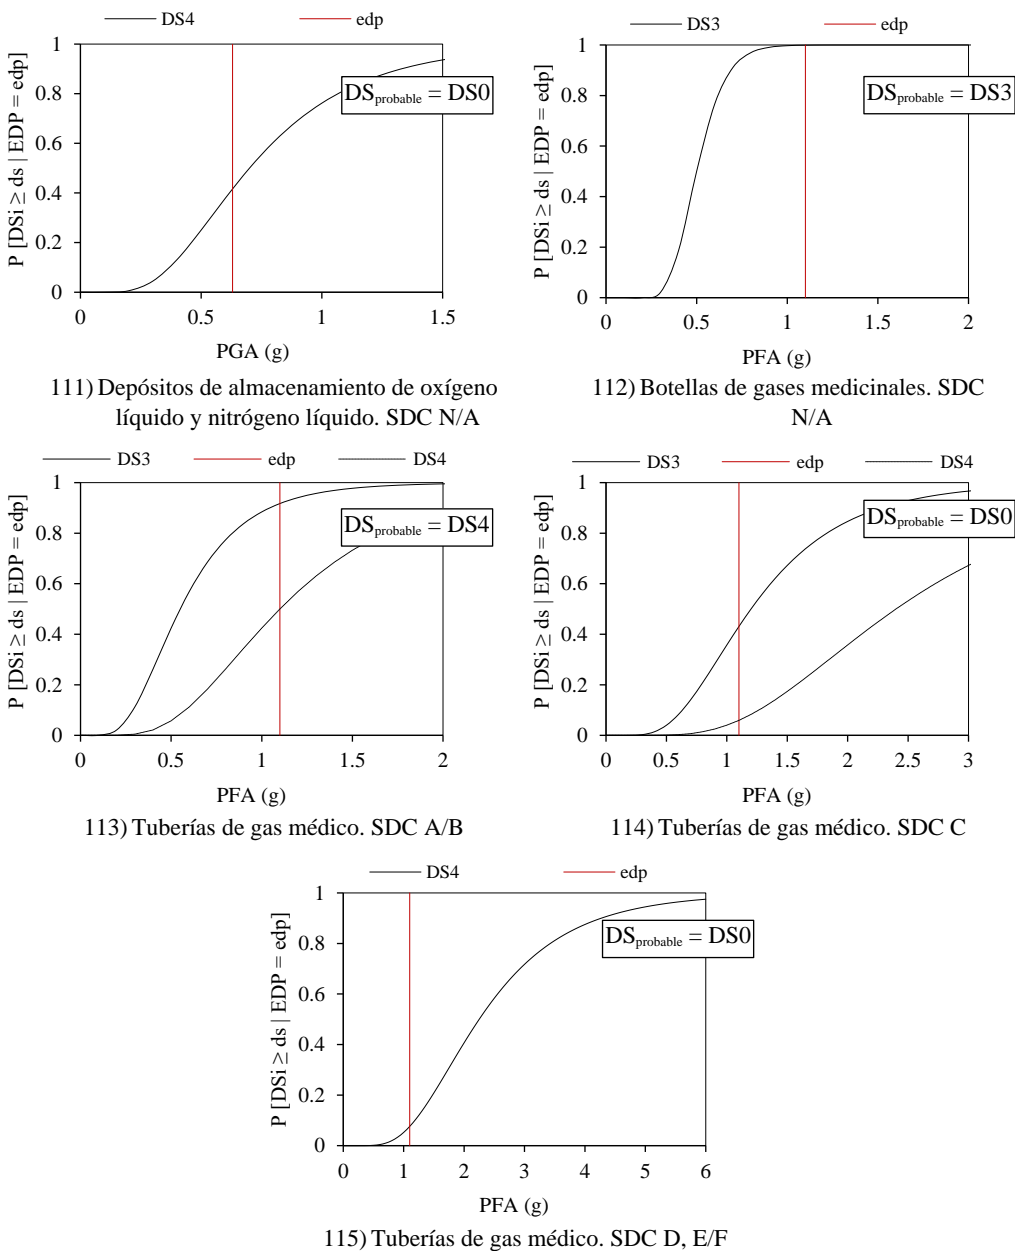 DS4 edp
P [DSi ≥ ds | EDP = edp]
1
0.8
0.6
0.4
0.2
0
0 0.5 1 1.5
PGA (g)
DSprobable = DS0
111) Depósitos de almacenamiento de oxígeno
líquido y nitrógeno líquido. SDC N/A
DS3 edp
P [DSi ≥ ds | EDP = edp]
1
0.8
0.6
0.4
0.2
0
0 0.5 1 1.5 2
PFA (g)
DSprobable = DS3
112) Botellas de gases medicinales. SDC
N/A
DS3 edp DS4
P [DSi ≥ ds | EDP = edp]
1
0.8
0.6
0.4
0.2
0
0 0.5 1 1.5 2
PFA (g)
DSprobable = DS4
113) Tuberías de gas médico. SDC A/B
DS3 edp DS4
P [DSi ≥ ds | EDP = edp]
1
0.8
0.6
0.4
0.2
0
0 0.5 1 1.5 2 2.5 3
PFA (g)
DSprobable = DS0
114) Tuberías de gas médico. SDC C
DS4 edp
P [DSi ≥ ds | EDP = edp]
1
0.8
0.6
0.4
0.2
0
0 1 2 3 4 5 6
PFA (g)
DSprobable = DS0
115) Tuberías de gas médico. SDC D, E/F